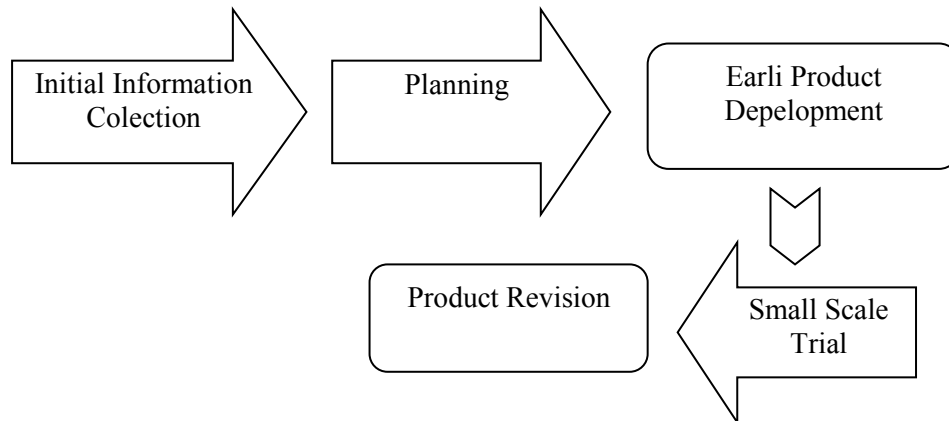 Initial Information
Colection
Planning
Earli Product
Depelopment
Small Scale
Trial
Product Revision